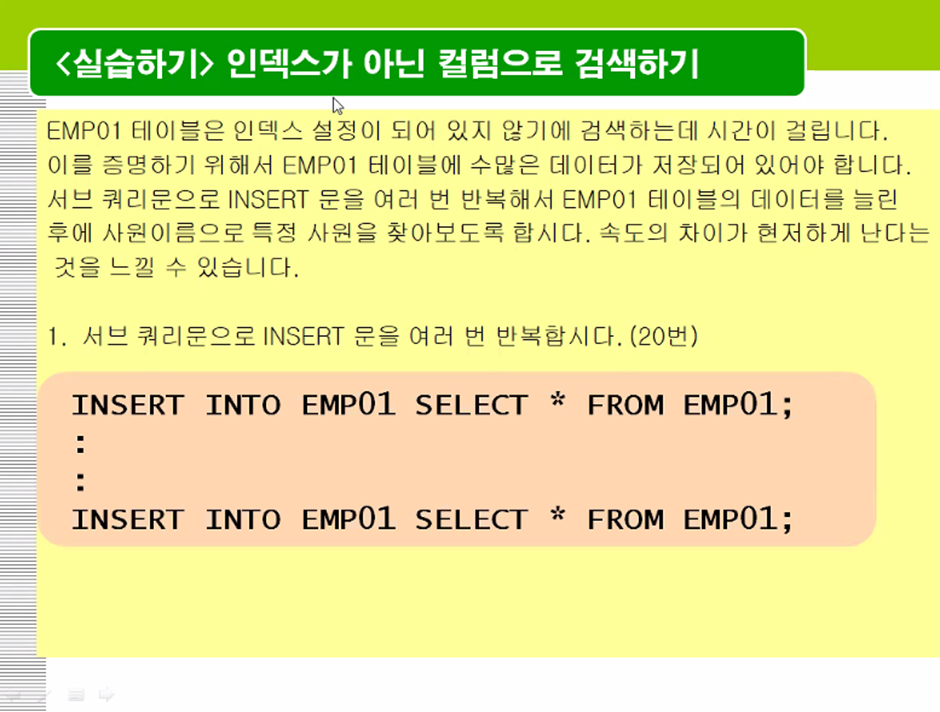 <실습하기> 인덱스가 아닌 컬럼으로 검색하기
EMP01 테이블은 인덱스 설정이 되어 있지 않기에 검색하는데 시간이 걸립니다.
이를 증명하기 위해서 EMP01 테이블에 수많은 데이터가 저장되어 있어야 합니다.
서브 쿼리문으로 INSERT 문을 여러 번 반복해서 EMP01 테이블의 데이터를 늘린
후에 사원이름으로 특정 사원을 찾아보도록 합시다. 속도의 차이가 현저하게 난다는
것을 느낄 수 있습니다.
1. 서브 쿼리문으로 INSERT 문을 여러 번 반복합시다. (20번)
INSERT INTO EMP01 SELECT * FROM EMP01;
:
:
INSERT INTO EMP01 SELECT * FROM EMP01;